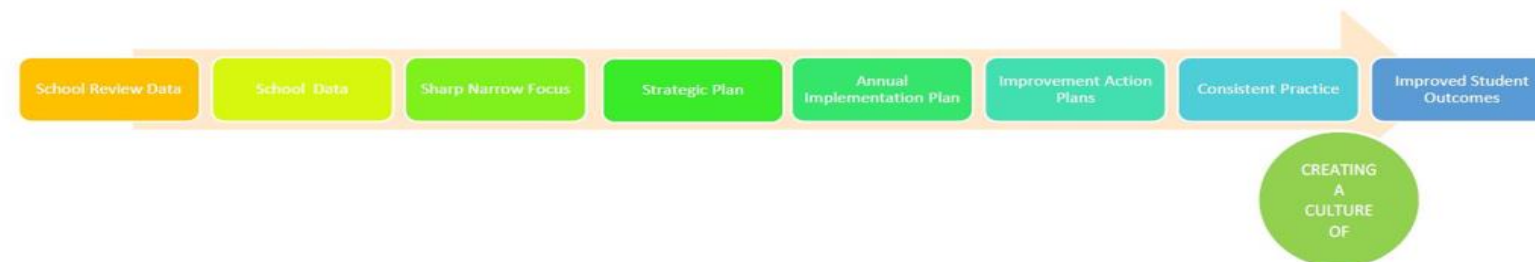 School Review Data
School Data
Sharp Narrow Focus
Strategic Plan
Annual
Implementation Plan
Improvement Action
Plans
Consistent Practice
Improved Student
Outcomes
CREATING
A
CULTURE
OF